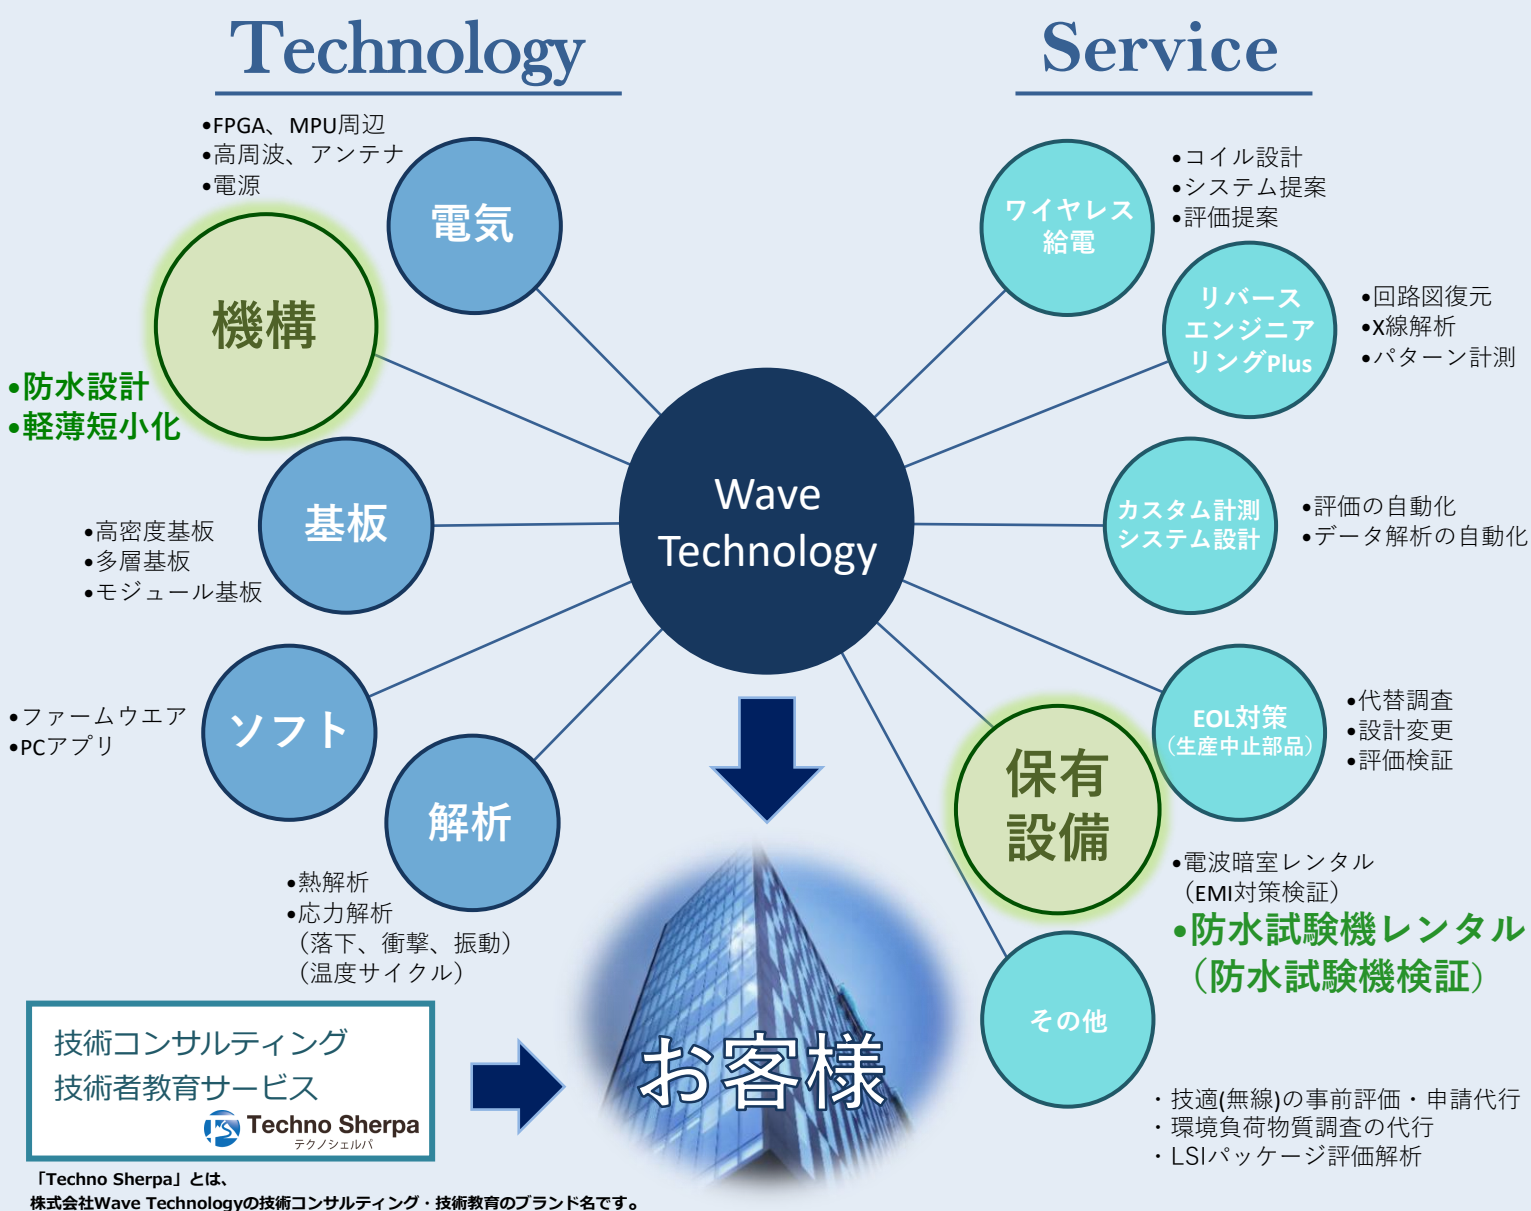 Technology
Service
•FPGA、MPU周辺
•高周波、アンテナ
•電源
電気
機構
•防水設計
•軽薄短小化
基板
•高密度基板
•多層基板
•モジュール基板
ソフト
•ファームウエア
•PCアプリ
解析
•熱解析
•応力解析
（落下、衝撃、振動）
（温度サイクル）
Wave
Technology
ワイヤレス
給電
•コイル設計
•システム提案
•評価提案
リバース
エンジニア
リングPlus
•回路図復元
•X線解析
•パターン計測
カスタム計測
システム設計
•評価の自動化
•データ解析の自動化
EOL対策
（生産中止部品）
•代替調査
•設計変更
•評価検証
保有
設備
•電波暗室レンタル
（EMI対策検証）
•防水試験機レンタル
（防水試験機検証）
その他
・技適(無線)の事前評価・申請代行
・環境負荷物質調査の代行
・LSIパッケージ評価解析
お客様
技術コンサルティング
技術者教育サービス
TS Techno Sherpa
テクノシェルパ
「Techno Sherpa」とは、
株式会社Wave Technologyの技術コンサルティング・技術教育のブランド名です。